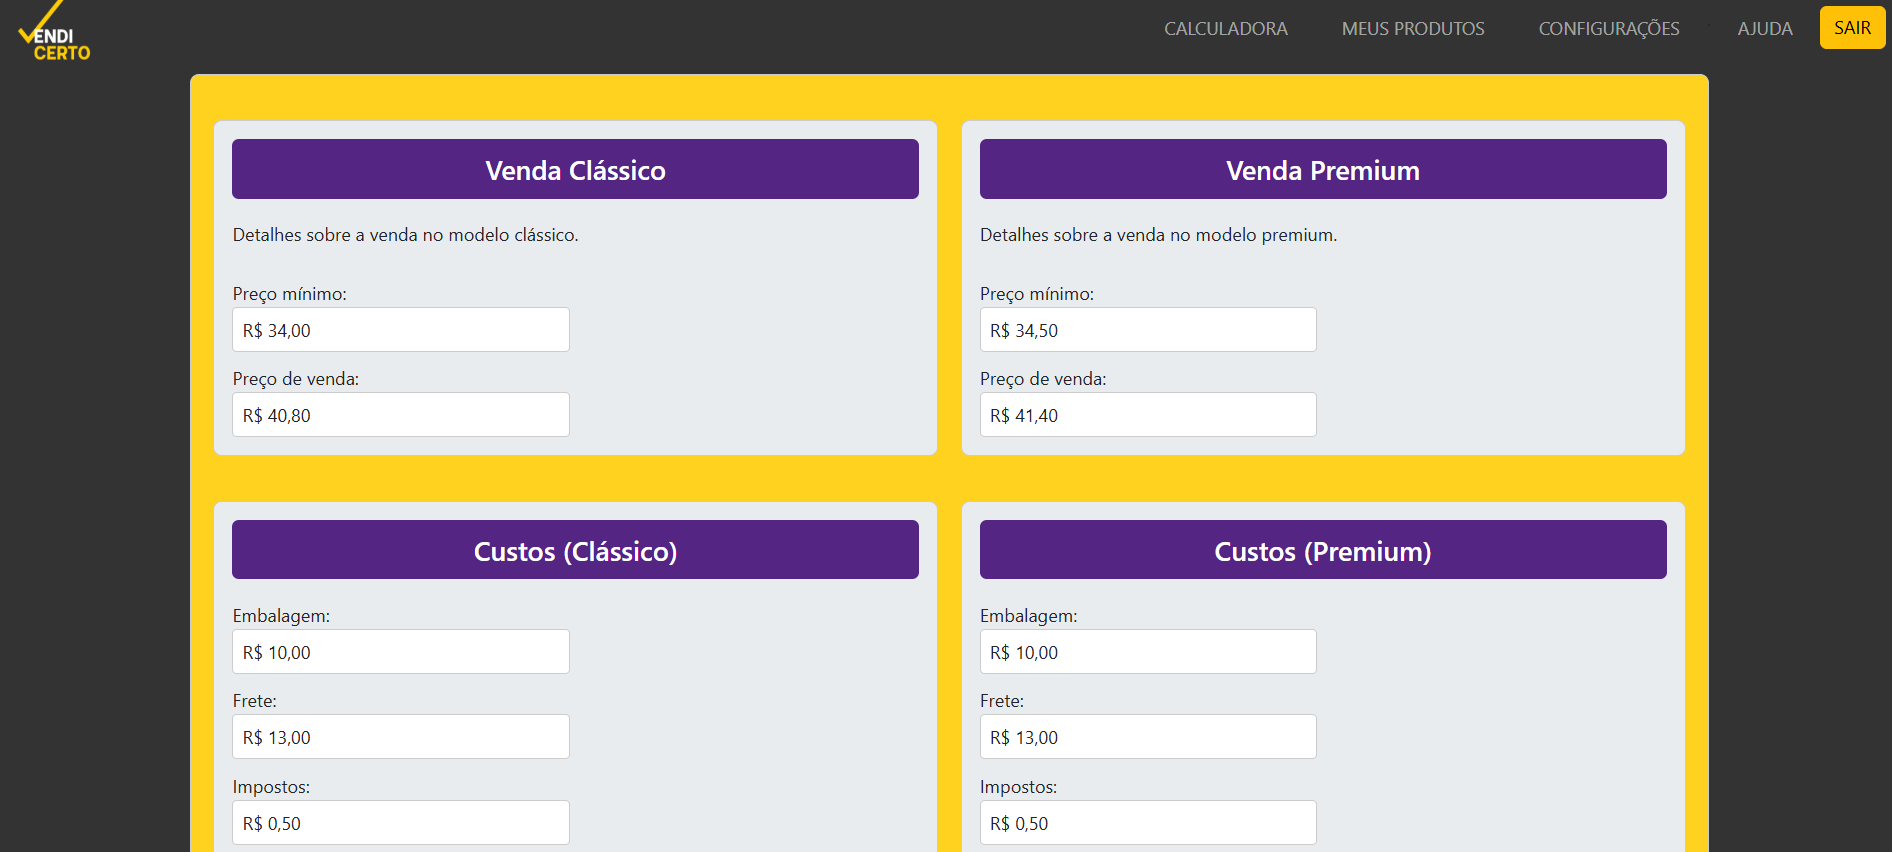 VENDI
CERTO
CALCULADORA
MEUS PRODUTOS
CONFIGURAÇÕES
AJUDA
SAIR
Venda Clássico
Detalhes sobre a venda no modelo clássico.
Preço mínimo:
R$ 34,00
Preço de venda:
R$ 40,80
Venda Premium
Detalhes sobre a venda no modelo premium.
Preço mínimo:
R$ 34,50
Preço de venda:
R$ 41,40
Custos (Clássico)
Embalagem:
R$ 10,00
Frete:
R$ 13,00
Impostos:
R$ 0,50
Custos (Premium)
Embalagem:
R$ 10,00
Frete:
R$ 13,00
Impostos:
R$ 0,50